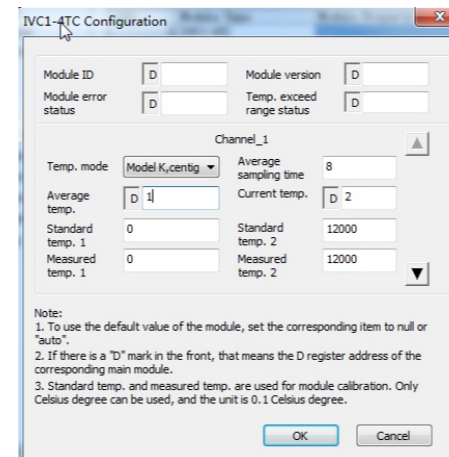 IVC1-4TC Configuration
Module ID D Module version D
Module error status D Temp. exceed range status D
Channel_1
Temp. mode Model K,centig Average sampling time 8
Average temp. D 1 Current temp. D 2
Standard temp. 1 0 Standard temp. 2 12000
Measured temp. 1 0 Measured temp. 2 12000
Note:
1. To use the default value of the module, set the corresponding item to null or
"auto".
2. If there is a "D" mark in the front, that means the D register address of the
corresponding main module.
3. Standard temp. and measured temp. are used for module calibration. Only
Celsius degree can be used, and the unit is 0.1 Celsius degree.
OK Cancel